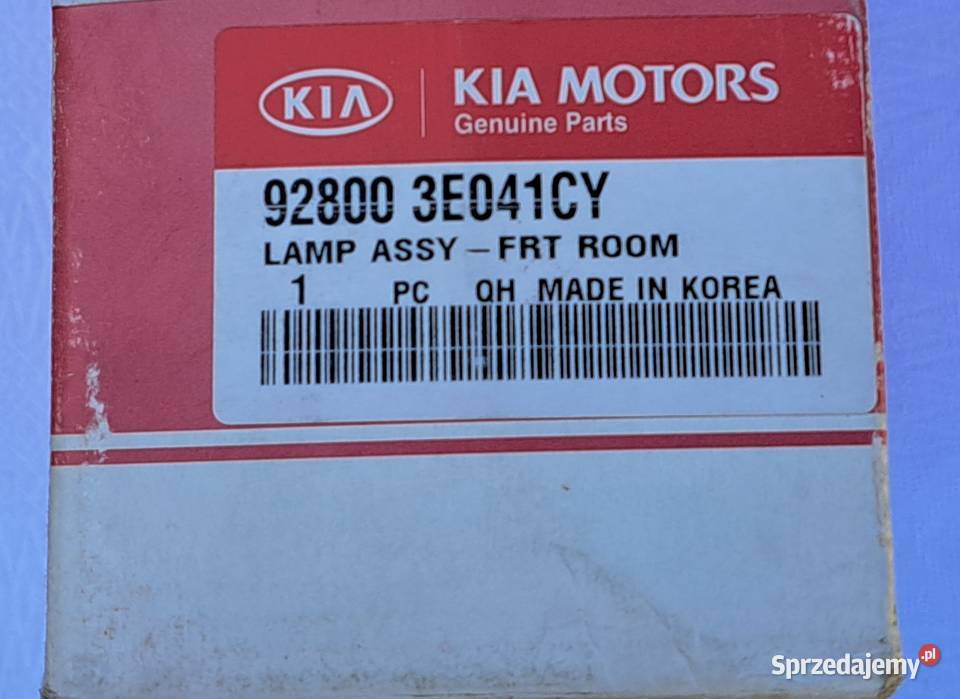 KIA
KIA MOTORS
Genuine Parts
92800 3E041CY
LAMP ASSY-FRT ROOM
1 PC QH MADE IN KOREA
Sprzedajemy.pl